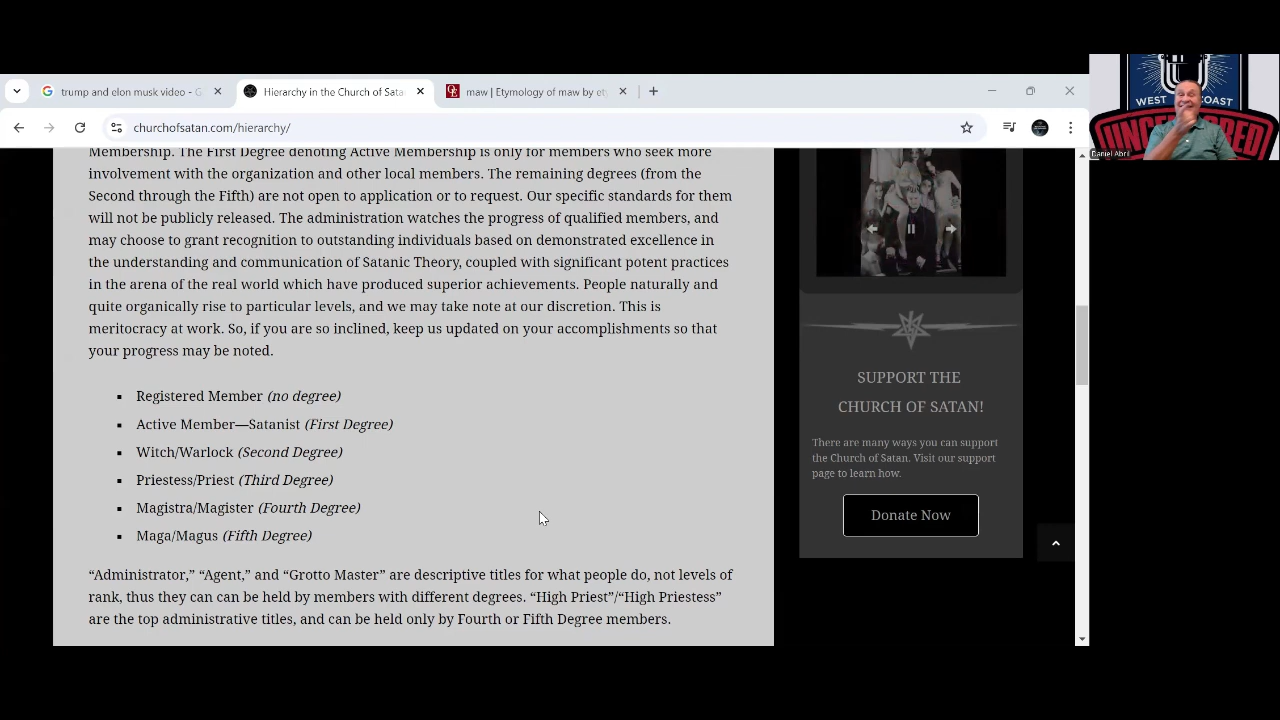 trump and elon musk video - G
Hierarchy in the Church of Sata
maw | Etymology of maw by ety
churchofsatan.com/hierarchy/
Membership. The First Degree denoting Active Membership is only for members who seek more
involvement with the organization and other local members. The remaining degrees (from the
Second through the Fifth) are not open to application or to request. Our specific standards for them
will not be publicly released. The administration watches the progress of qualified members, and
may choose to grant recognition to outstanding individuals based on demonstrated excellence in
the understanding and communication of Satanic Theory, coupled with significant potent practices
in the arena of the real world which have produced superior achievements. People naturally and
quite organically rise to particular levels, and we may take note at our discretion. This is
meritocracy at work. So, if you are so inclined, keep us updated on your accomplishments so that
your progress may be noted.
▪ Registered Member (no degree)
▪ Active Member—Satanist (First Degree)
▪ Witch/Warlock (Second Degree)
▪ Priestess/Priest (Third Degree)
▪ Magistra/Magister (Fourth Degree)
▪ Maga/Magus (Fifth Degree)
“Administrator,” “Agent,” and “Grotto Master” are descriptive titles for what people do, not levels of
rank, thus they can can be held by members with different degrees. “High Priest”/“High Priestess”
are the top administrative titles, and can be held only by Fourth or Fifth Degree members.
SUPPORT THE
CHURCH OF SATAN!
There are many ways you can support
the Church of Satan. Visit our support
page to learn how.
Donate Now
WEST COAST
UNCENSORED
Daniel Abril